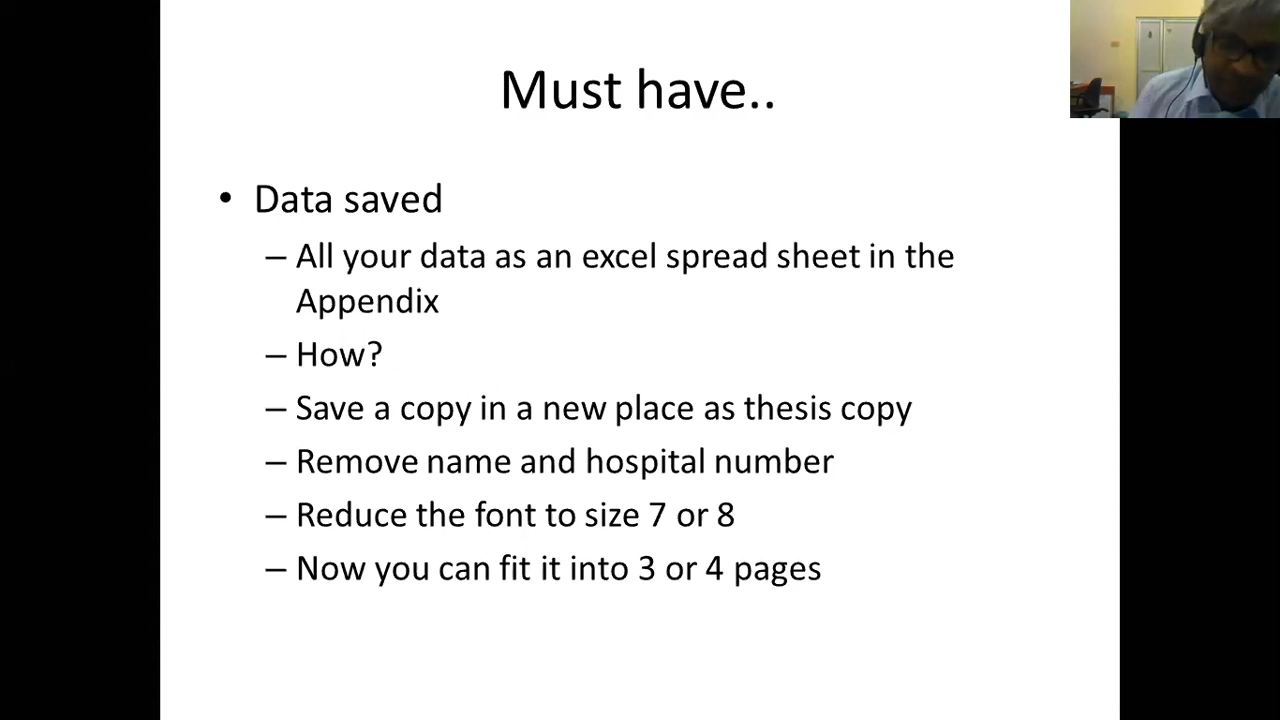 Must have..
• Data saved
– All your data as an excel spread sheet in the
Appendix
– How?
– Save a copy in a new place as thesis copy
– Remove name and hospital number
– Reduce the font to size 7 or 8
– Now you can fit it into 3 or 4 pages